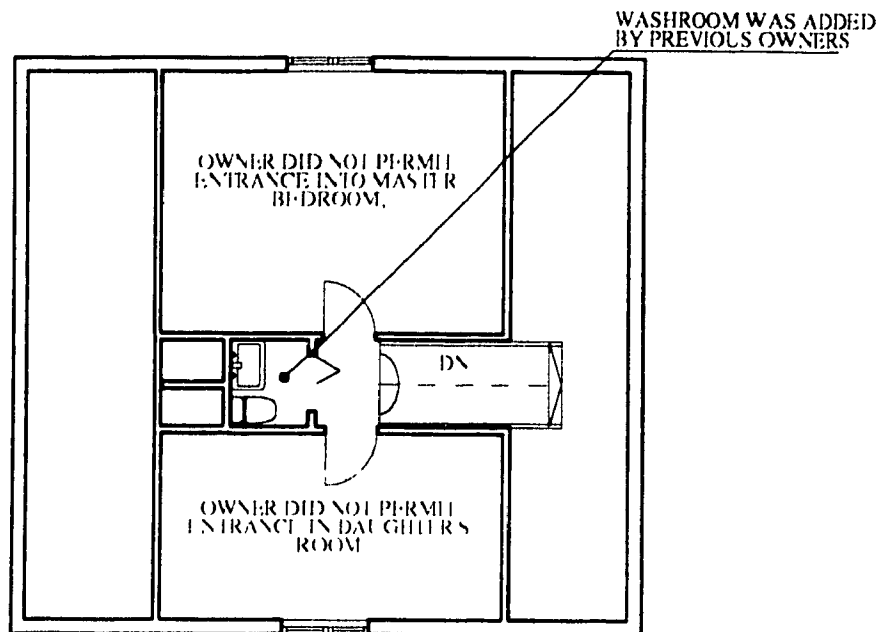 WASHROOM WAS ADDED
BY PREVIOUS OWNERS
OWNER DID NOT PERMIT
ENTRANCE INTO MASTER
BEDROOM,
DN
OWNER DID NOT PERMIT
ENTRANCE IN DAUGHTER'S
ROOM